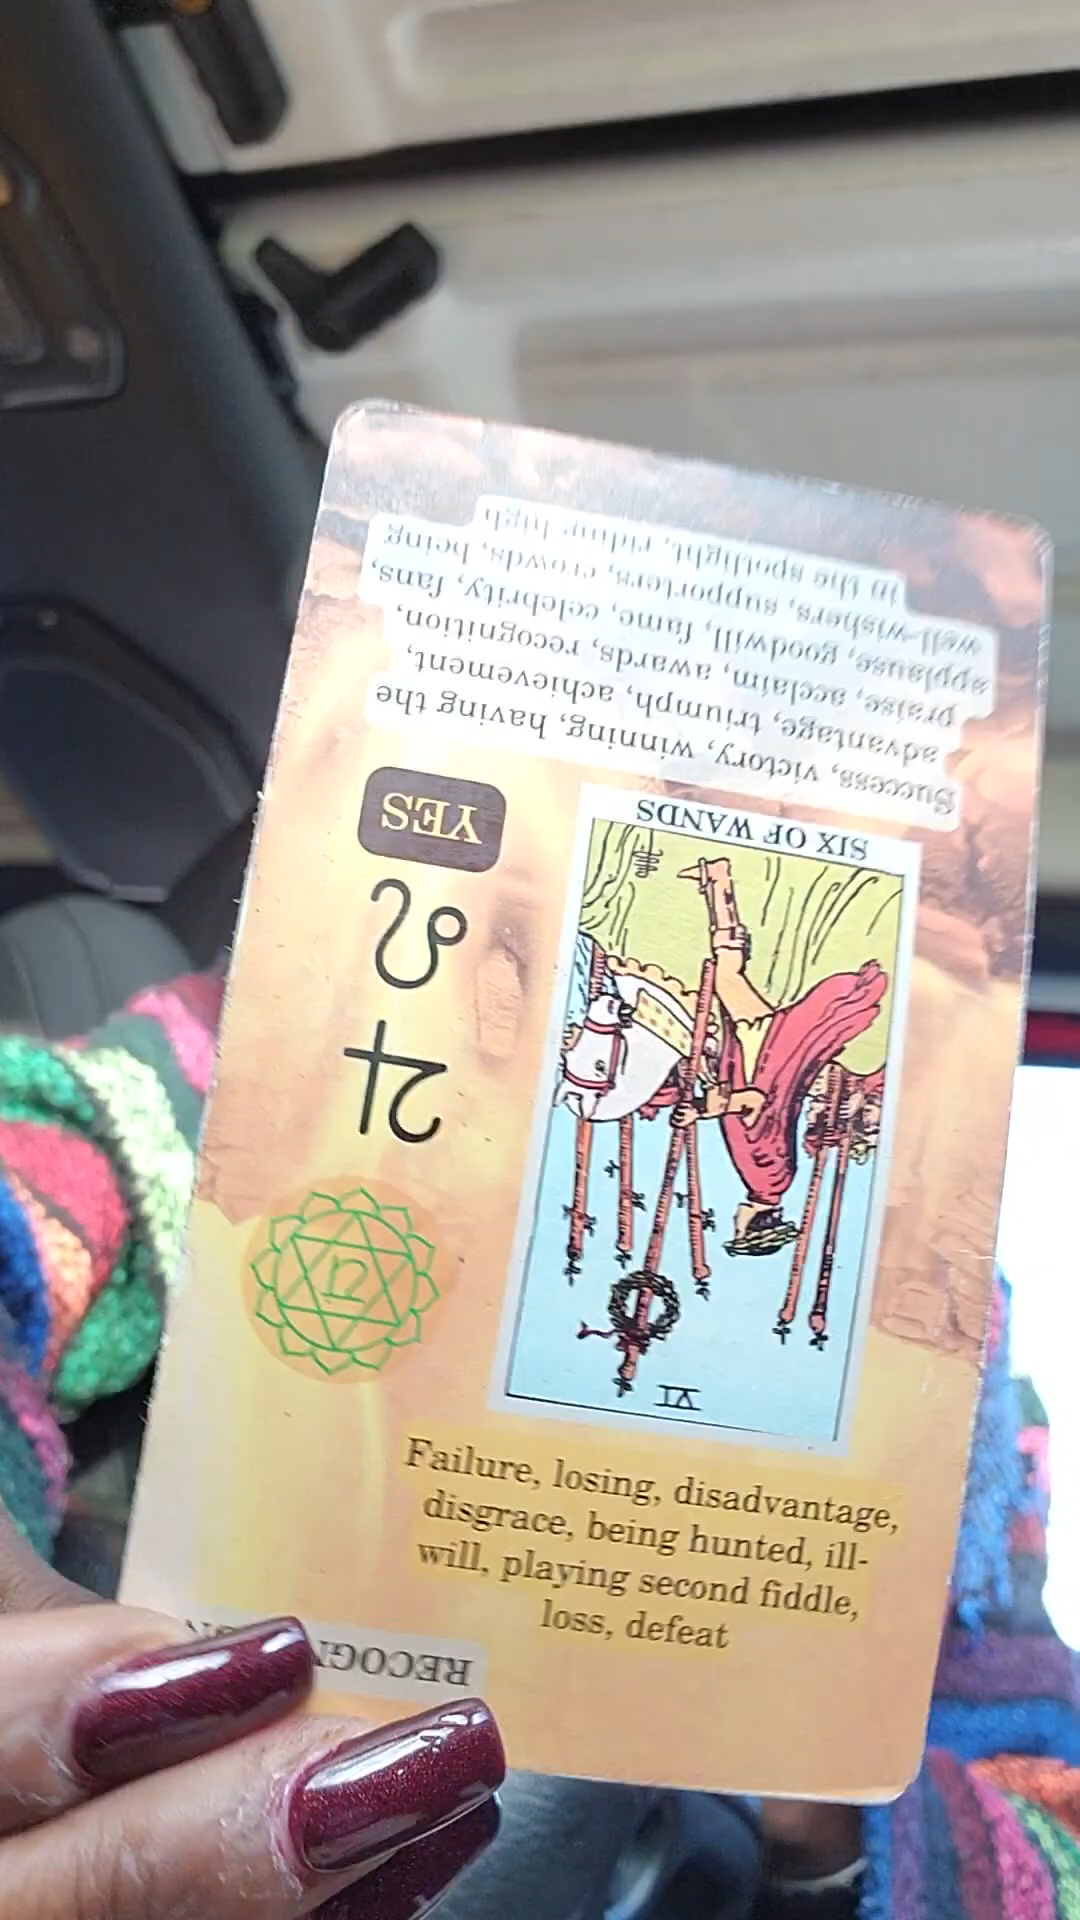 Failure, losing, disadvantage,
disgrace, being hunted, ill-
will, playing second fiddle,
loss, defeat
RECOGN
VI
SIX OF WANDS
YES
Success, victory, winning, having the
advantage, triumph, achievement,
praise, acclaim, awards, recognition,
applause, goodwill, fame, celebrity, fans,
well-wishers, supporters, crowds, being
in the spotlight, riding high